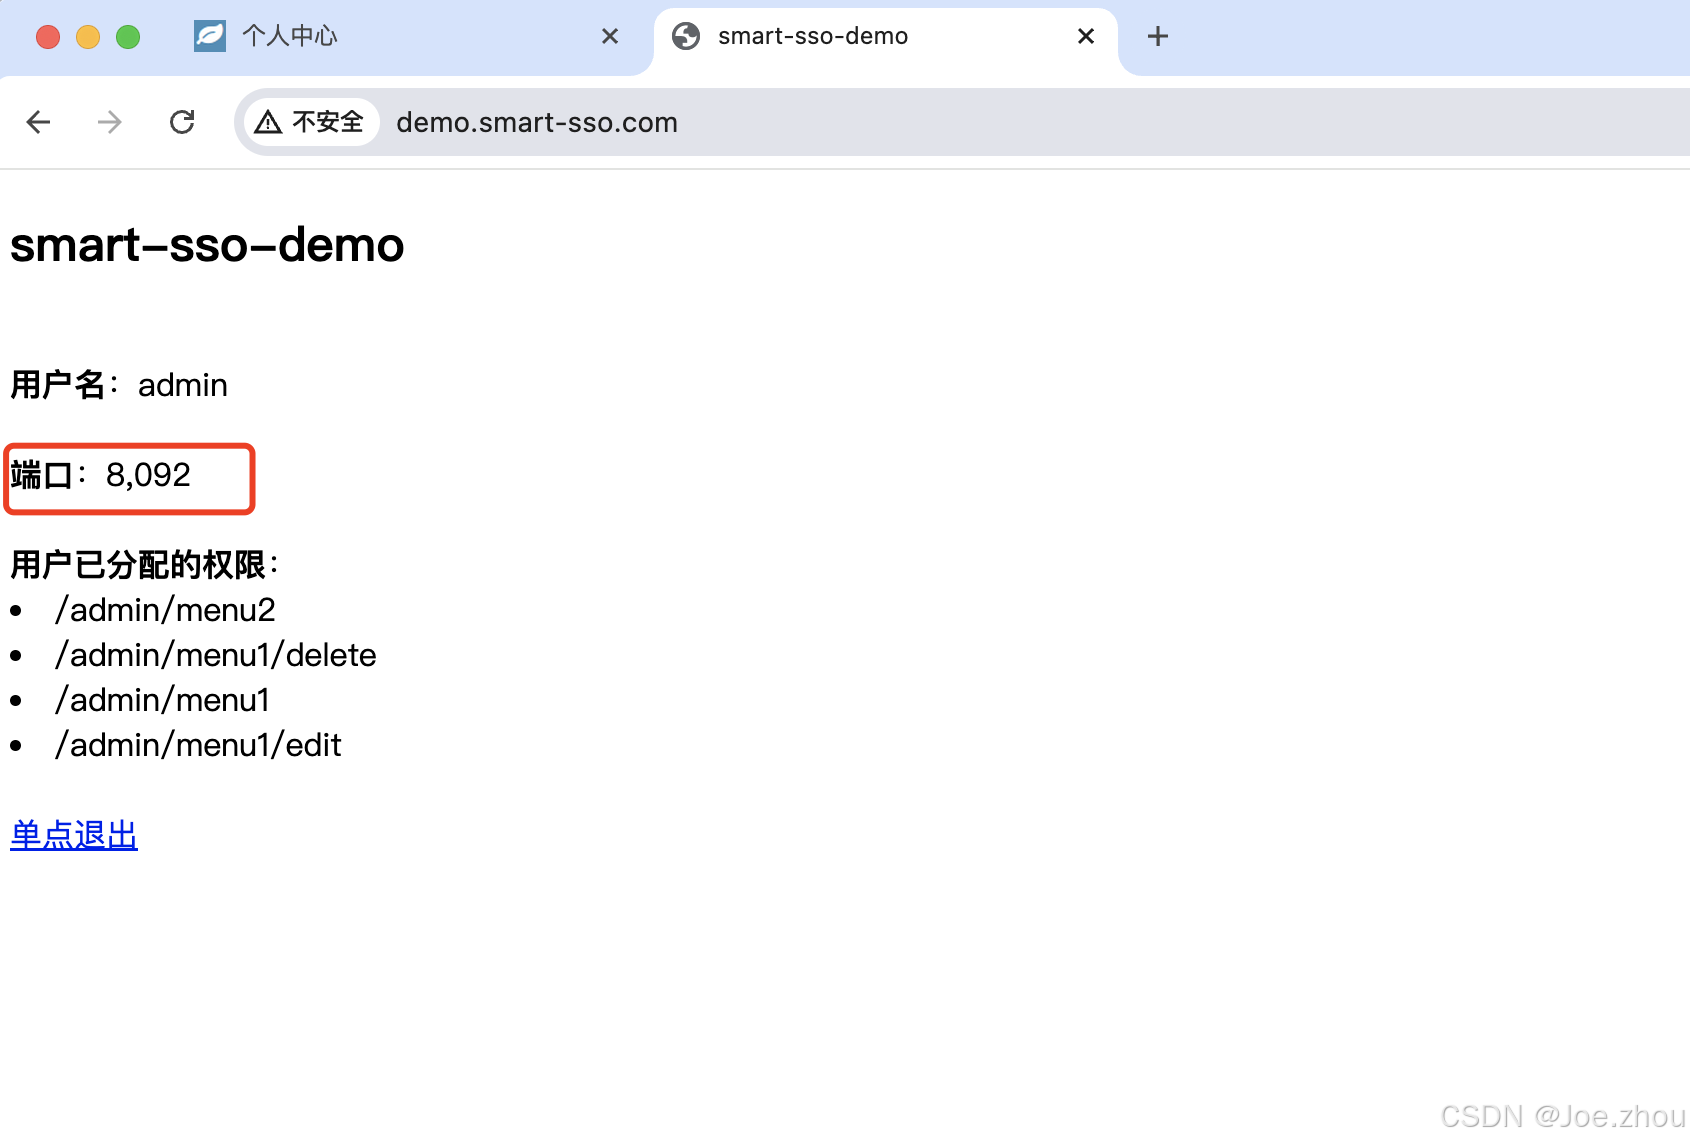 个人中心
smart-sso-demo
不安全
demo.smart-sso.com
smart-sso-demo
用户名：admin
端口：8,092
用户已分配的权限：
/admin/menu2
/admin/menu1/delete
/admin/menu1
/admin/menu1/edit
单点退出
CSDN @Joe.zhou